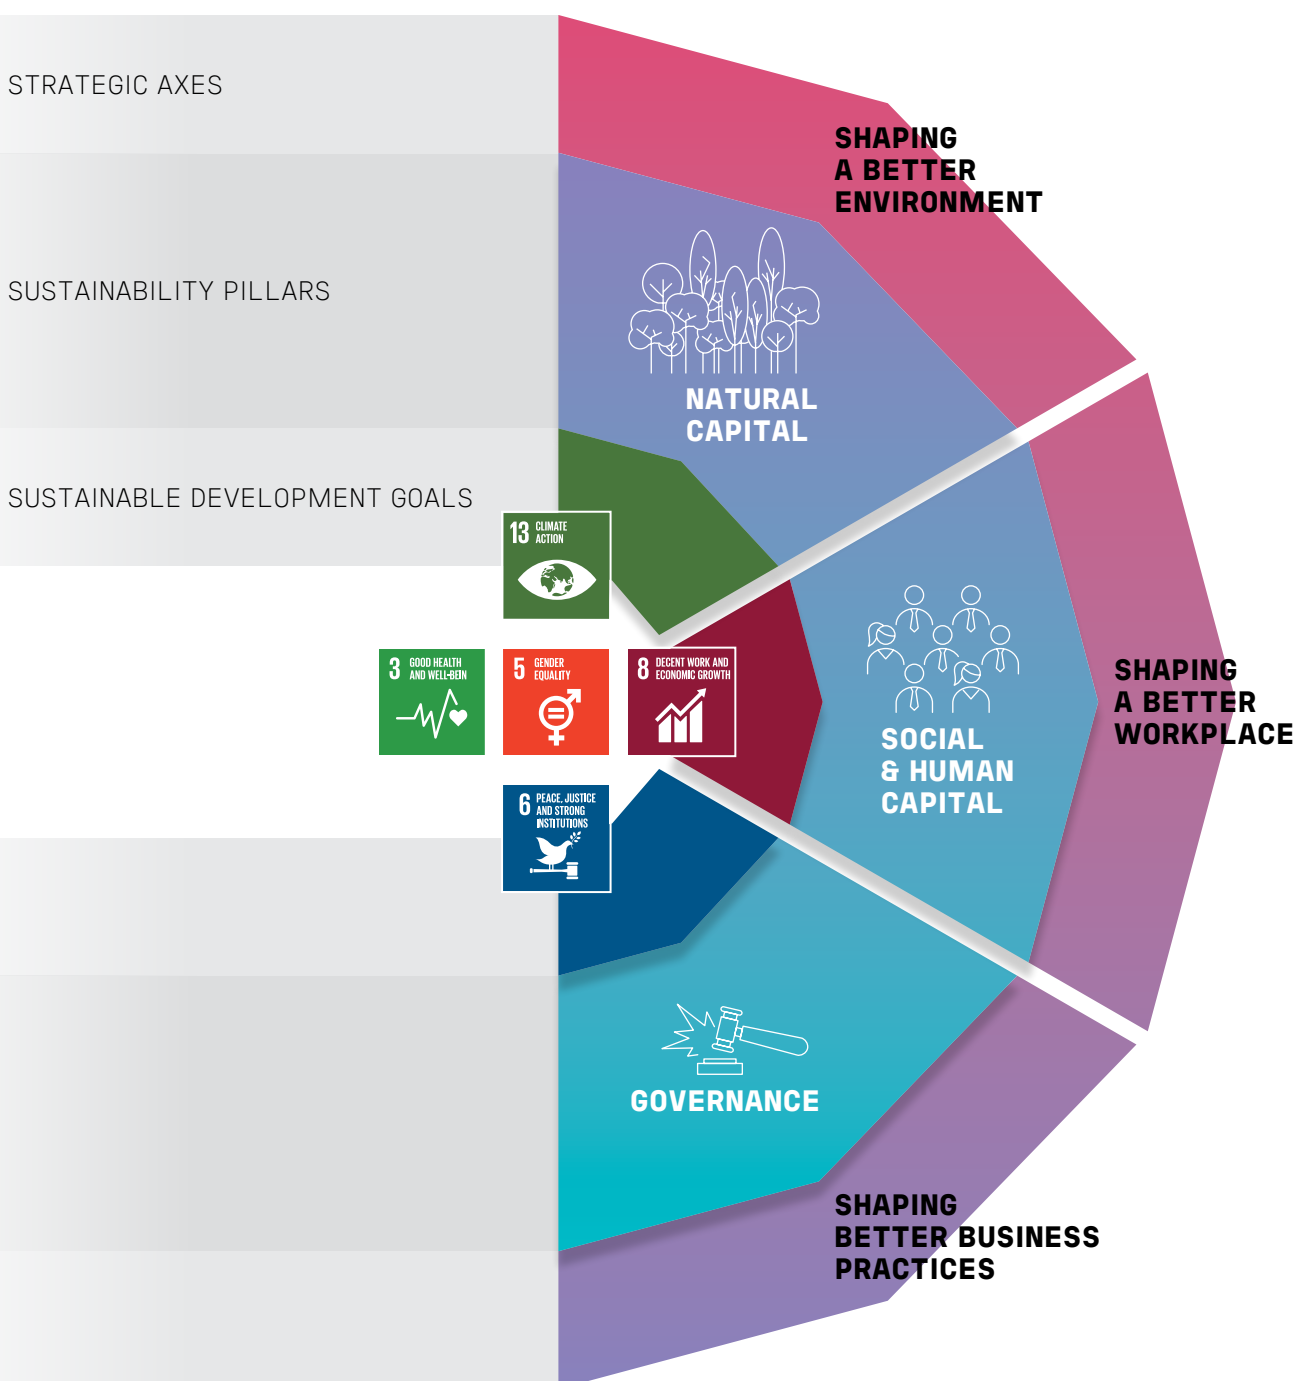 STRATEGIC AXES
SHAPING
A BETTER
ENVIRONMENT
SUSTAINABILITY PILLARS
NATURAL
CAPITAL
SUSTAINABLE DEVELOPMENT GOALS
13 CLIMATE
ACTION
3 GOOD HEALTH
AND WELL-BEIN
5 GENDER
EQUALITY
8 DECENT WORK AND
ECONOMIC GROWTH
SOCIAL
& HUMAN
CAPITAL
SHAPING
A BETTER
WORKPLACE
6 PEACE, JUSTICE
AND STRONG
INSTITUTIONS
GOVERNANCE
SHAPING
BETTER BUSINESS
PRACTICES